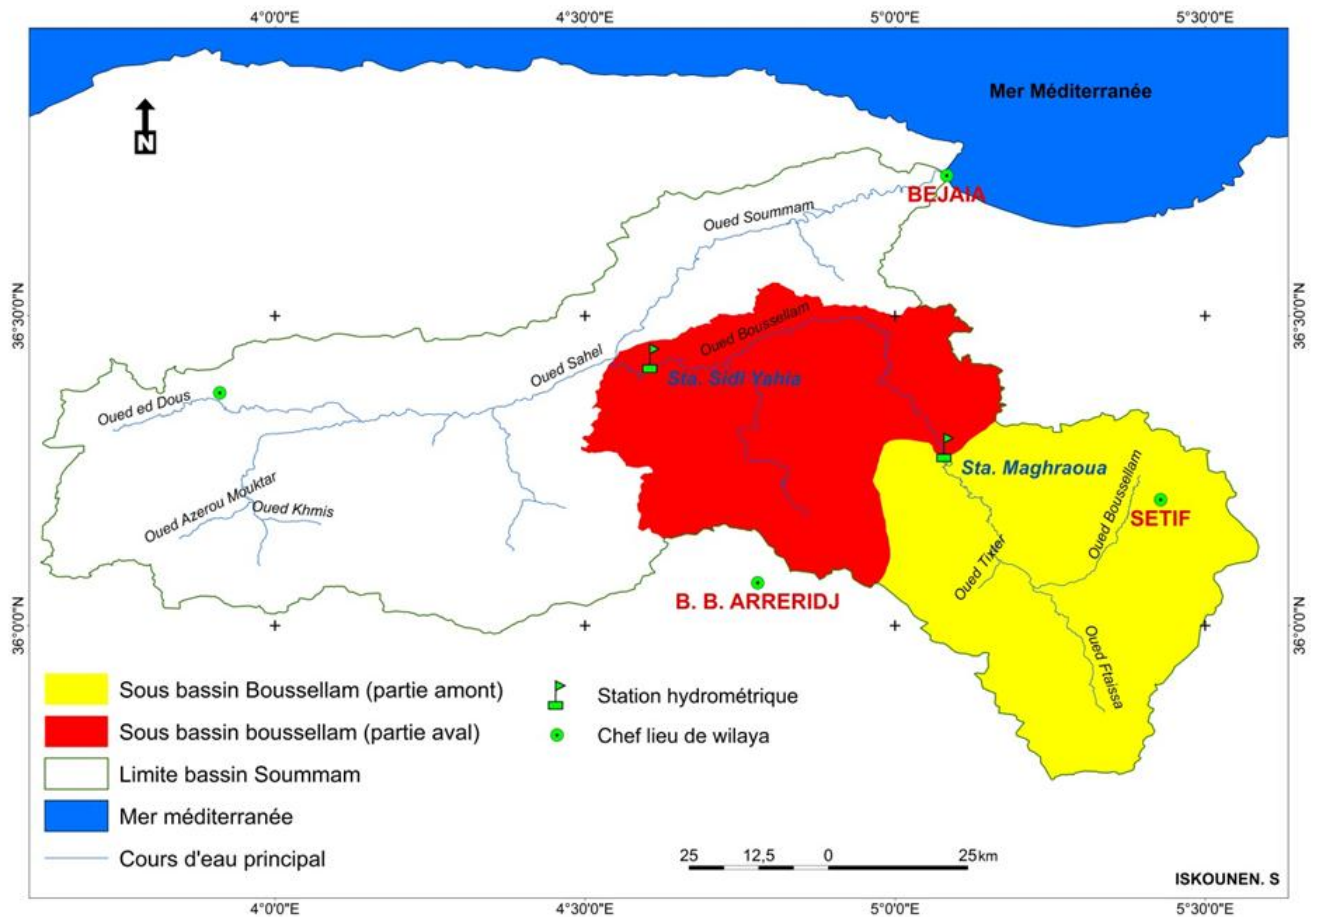 4°0'0"E
4°30'0"E
5°0'0"E
5°30'0"E
Mer Méditerranée
N
BEJAIA
Oued Soummam
36°30'0"N
36°30'0"N
Oued Boussellam
Oued Sahel
Sta. Sidi Yahia
Oued ed Dous
Sta. Maghraoua
Oued Boussellam
Oued Azerou Mouktar
Oued Khmis
SETIF
Oued Tixter
B. B. ARRERIDJ
36°0'0"N
36°0'0"N
Oued Ftaissa
Sous bassin Boussellam (partie amont)
Sous bassin boussellam (partie aval)
Limite bassin Soummam
Mer méditerranée
Cours d'eau principal
Station hydrométrique
Chef lieu de wilaya
25 12,5 0 25km
ISKOUNEN. S
4°0'0"E
4°30'0"E
5°0'0"E
5°30'0"E